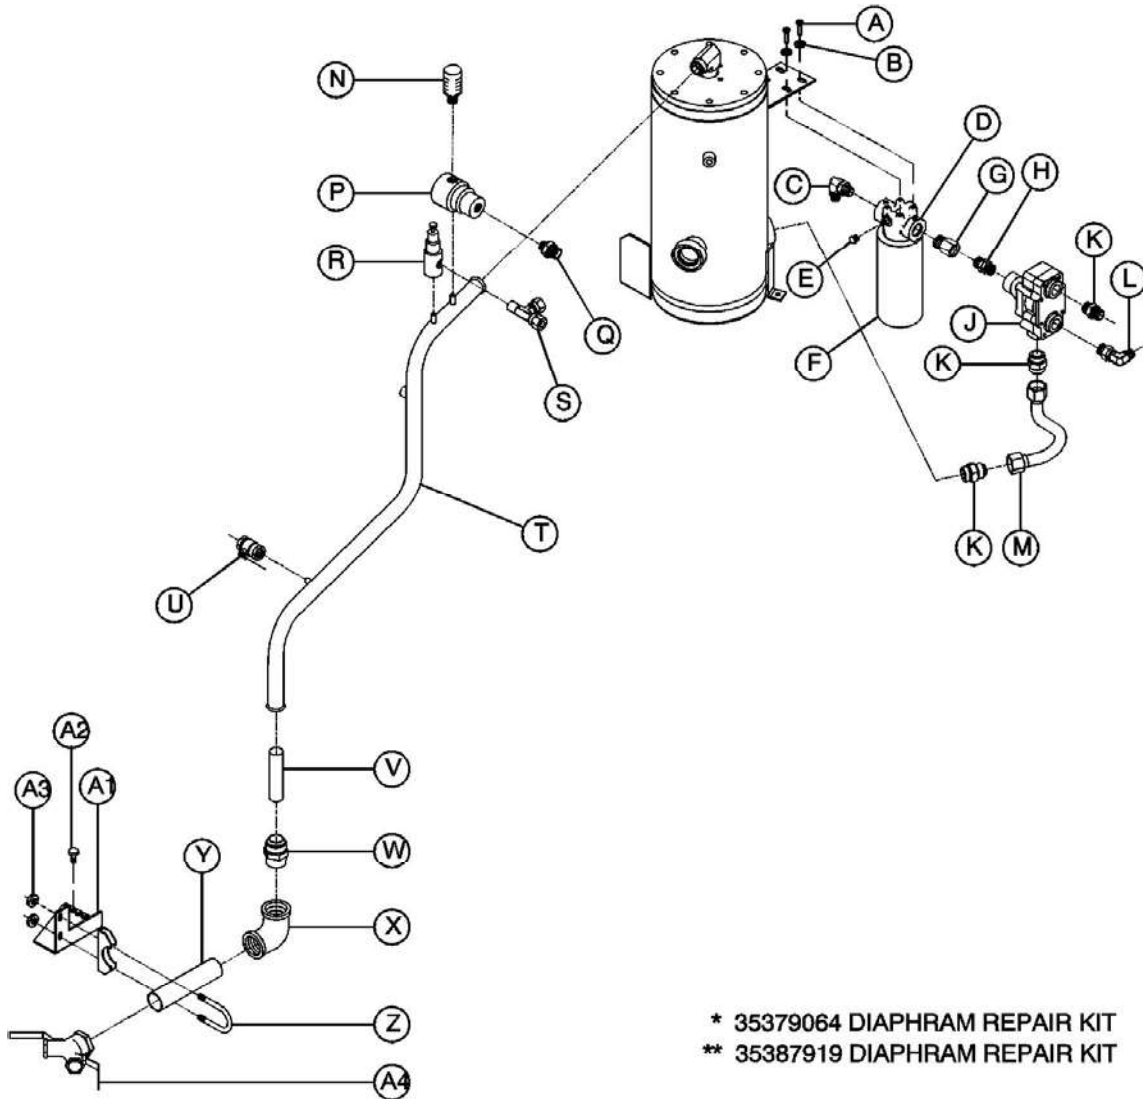 A
N
B
D
P
C
G
H
R
K
L
E
Q
J
F
K
S
T
K
M
U
A2
V
A3
A1
Y
W
X
Z
A4
* 35379064 DIAPHRAM REPAIR KIT
** 35387919 DIAPHRAM REPAIR KIT